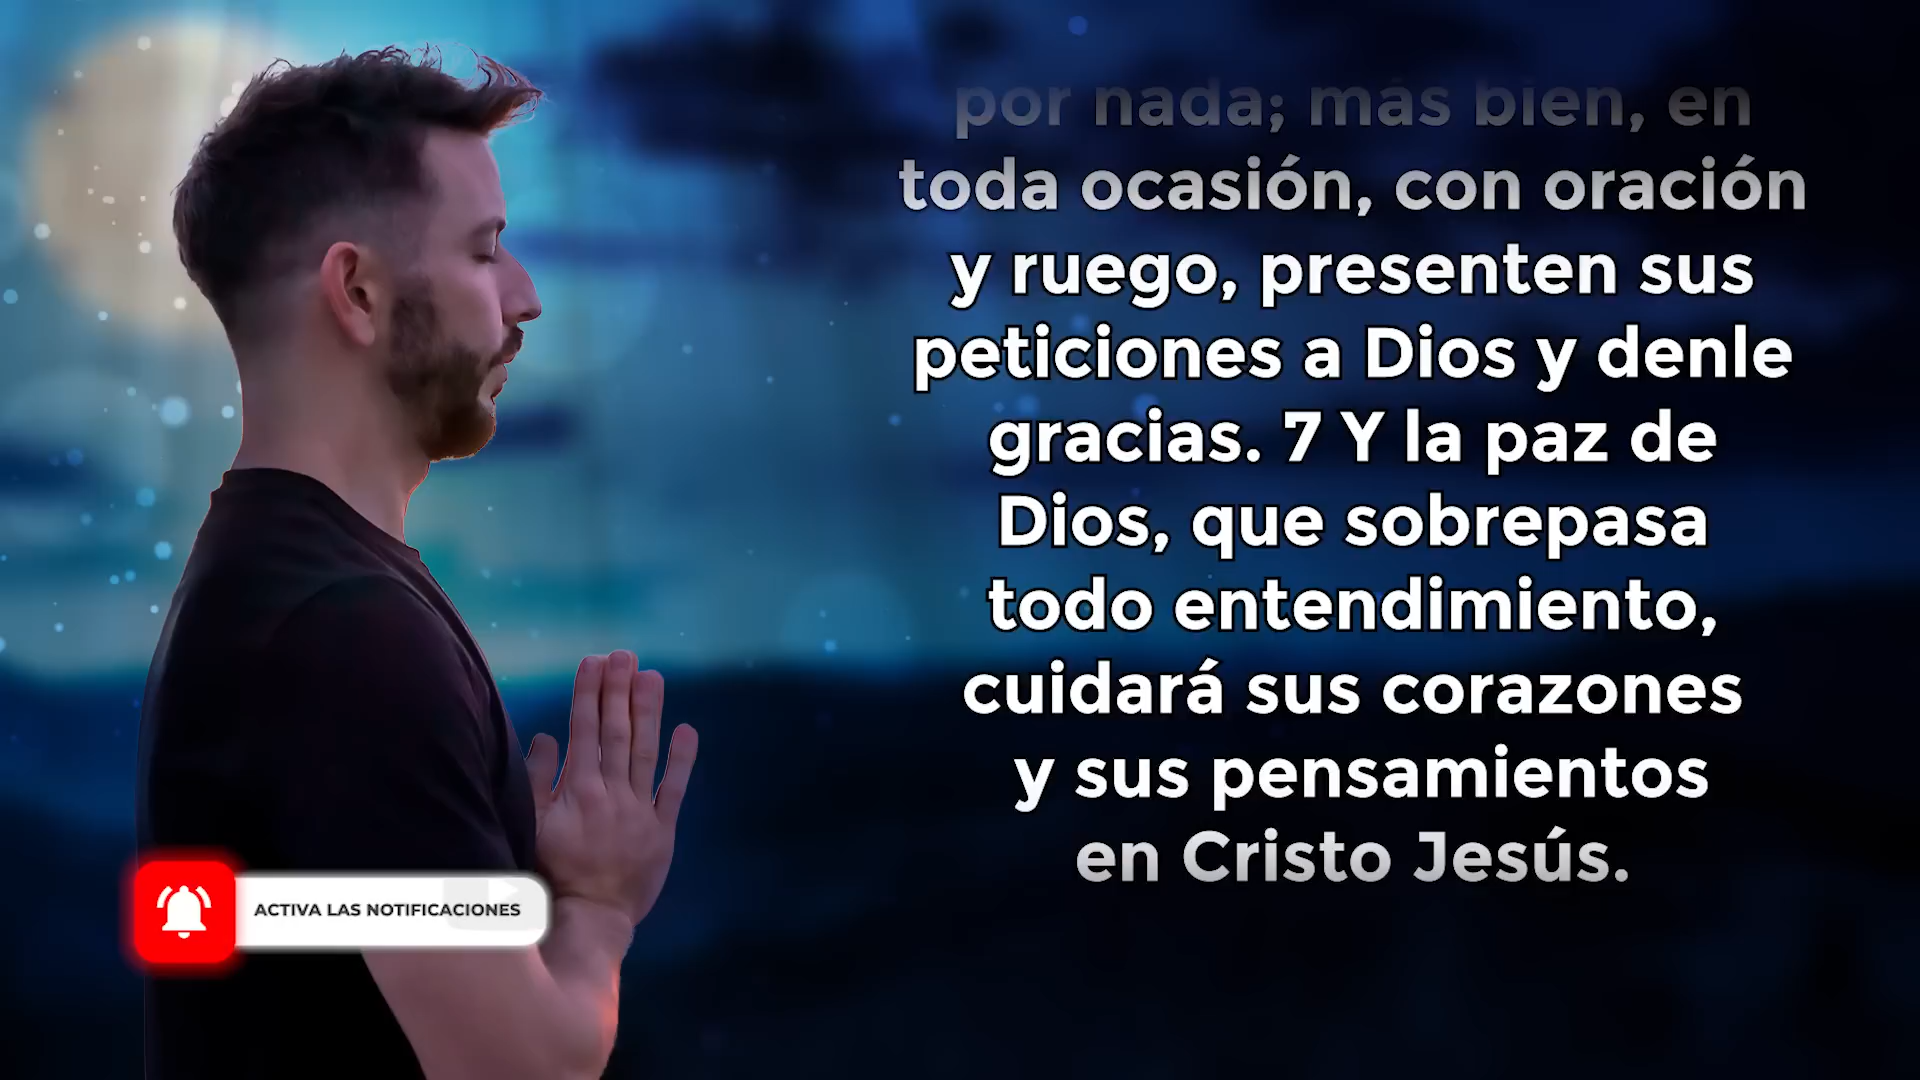 por nada; más bien, en
toda ocasión, con oración
y ruego, presenten sus
peticiones a Dios y denle
gracias. 7 Y la paz de
Dios, que sobrepasa
todo entendimiento,
cuidará sus corazones
y sus pensamientos
en Cristo Jesús.
ACTIVA LAS NOTIFICACIONES